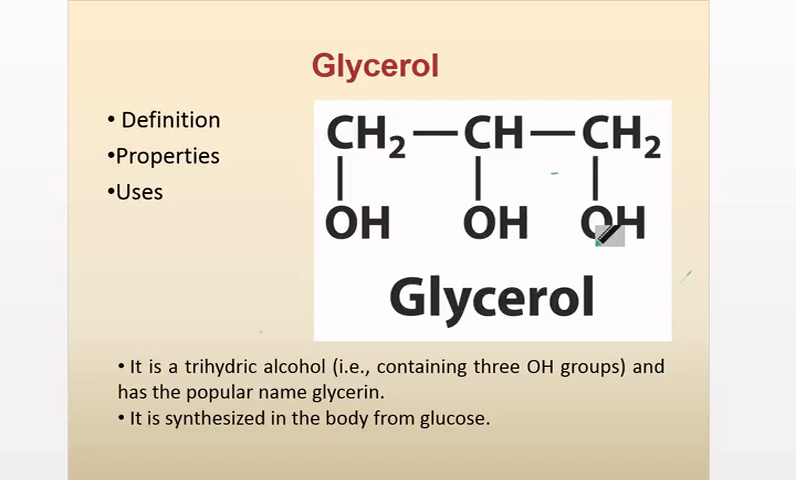 Glycerol
• Definition
•Properties
•Uses
CH₂—CH—CH₂
OH OH OH
Glycerol
• It is a trihydric alcohol (i.e., containing three OH groups) and
has the popular name glycerin.
• It is synthesized in the body from glucose.